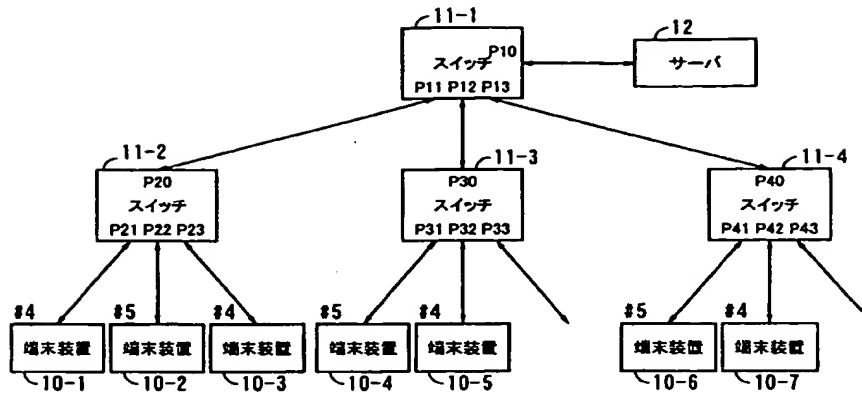 11-1
12
スイッチ P10
サーバ
P11 P12 P13
11-2
11-3
11-4
P20
P30
P40
スイッチ
スイッチ
スイッチ
P21 P22 P23
P31 P32 P33
P41 P42 P43
#4
#5
#4
#5
#4
#5
#4
端末装置
端末装置
端末装置
端末装置
端末装置
端末装置
端末装置
10-1
10-2
10-3
10-4
10-5
10-6
10-7